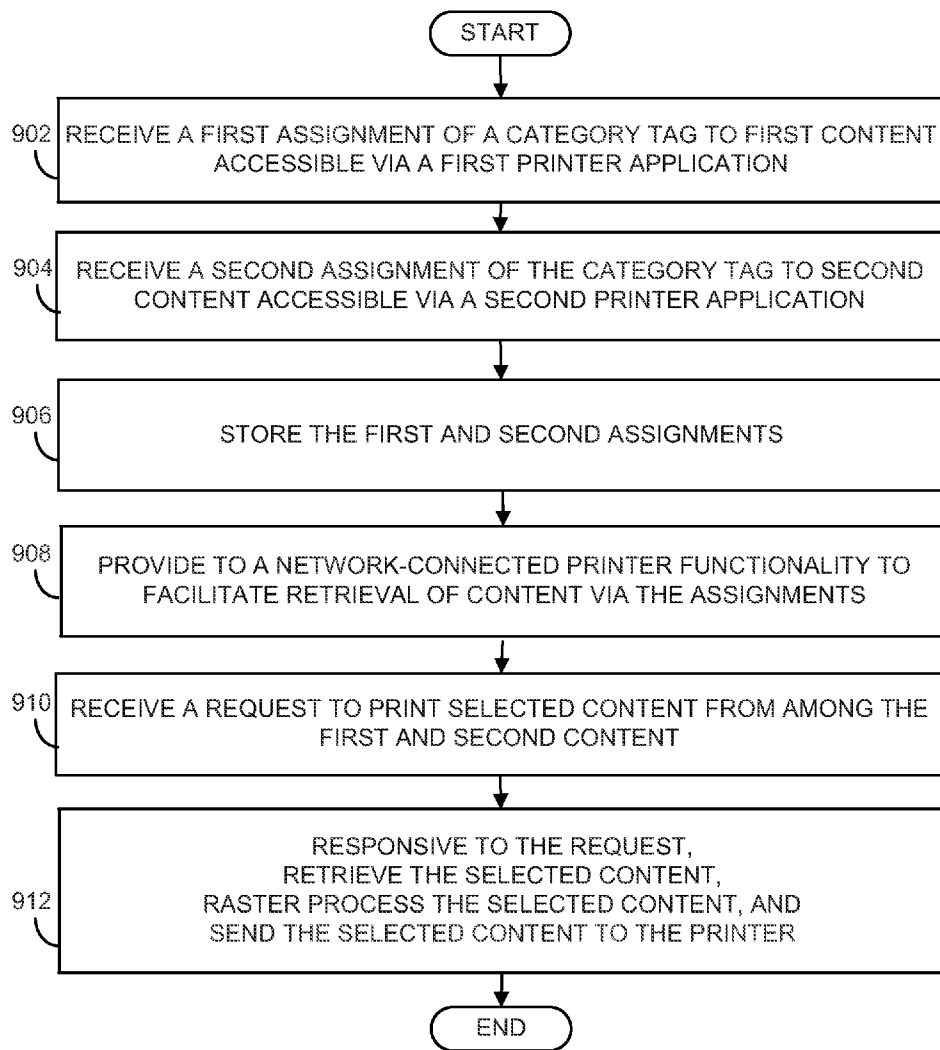 START
902
RECEIVE A FIRST ASSIGNMENT OF A CATEGORY TAG TO FIRST CONTENT
ACCESSIBLE VIA A FIRST PRINTER APPLICATION
904
RECEIVE A SECOND ASSIGNMENT OF THE CATEGORY TAG TO SECOND
CONTENT ACCESSIBLE VIA A SECOND PRINTER APPLICATION
906
STORE THE FIRST AND SECOND ASSIGNMENTS
908
PROVIDE TO A NETWORK-CONNECTED PRINTER FUNCTIONALITY TO
FACILITATE RETRIEVAL OF CONTENT VIA THE ASSIGNMENTS
910
RECEIVE A REQUEST TO PRINT SELECTED CONTENT FROM AMONG THE
FIRST AND SECOND CONTENT
912
RESPONSIVE TO THE REQUEST,
RETRIEVE THE SELECTED CONTENT,
RASTER PROCESS THE SELECTED CONTENT, AND
SEND THE SELECTED CONTENT TO THE PRINTER
END